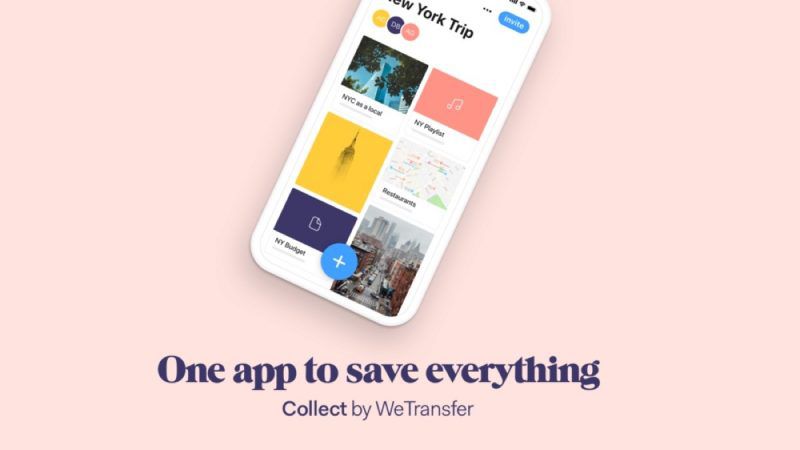 New York Trip
Invite
AC DB AG
NYC as a local
NY Playlist
Restaurants
NY Budget
One app to save everything
Collect by WeTransfer